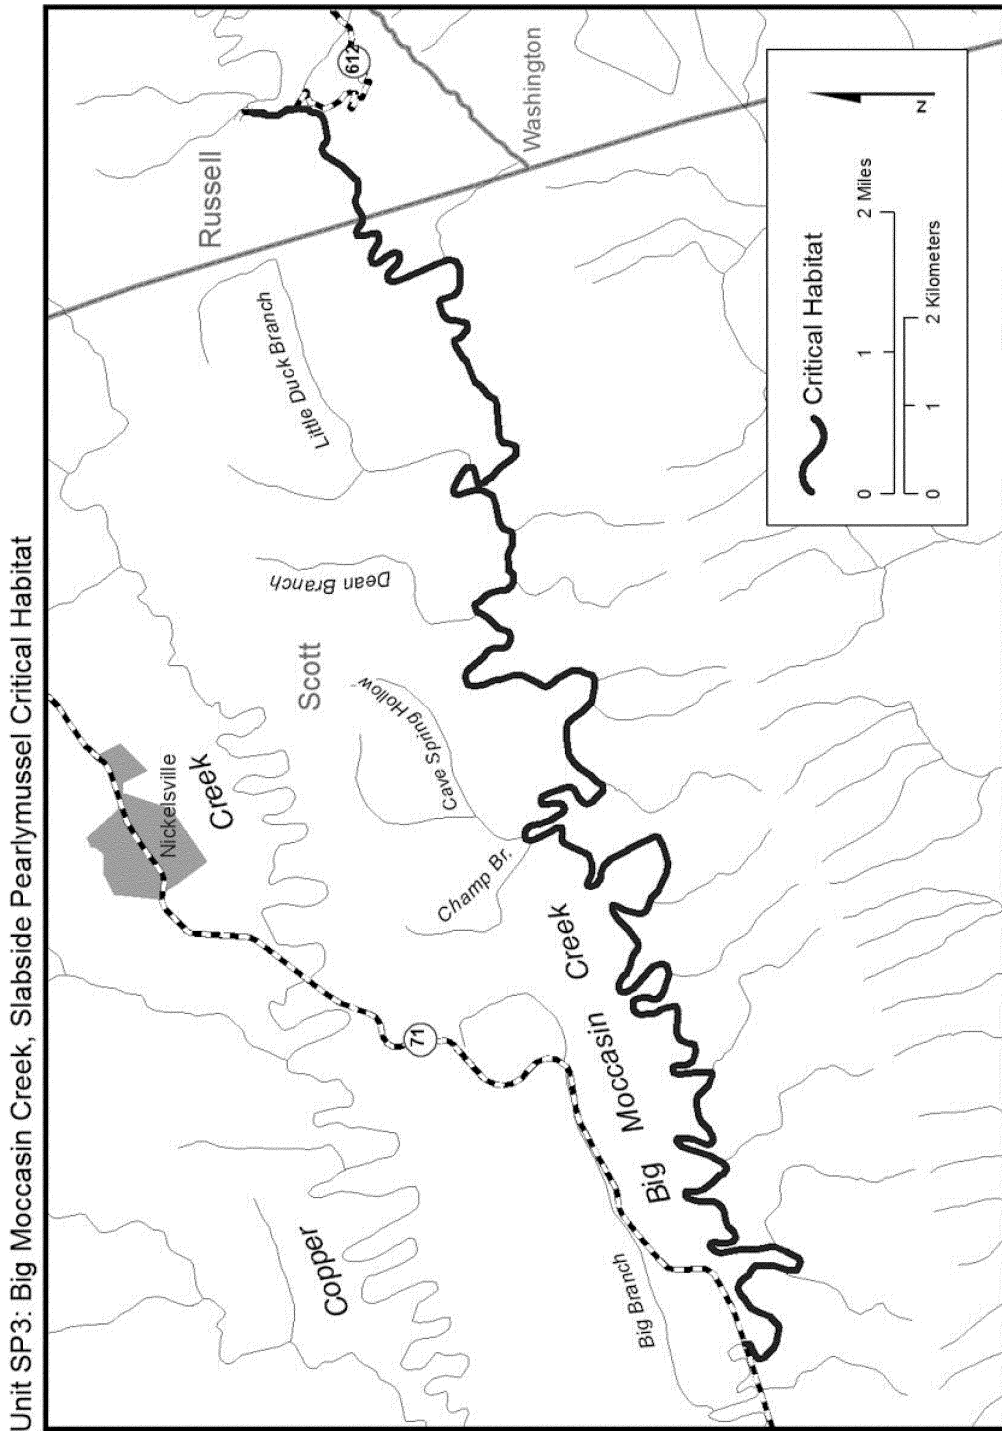 Unit SP3: Big Moccasin Creek, Slabside Pearlymussel Critical Habitat
Nickelsville
Creek
Copper
71
Scott
Russell
612
Washington
Little Duck Branch
Dean Branch
Cave Spring Hollow
Champ Br.
Big Moccasin Creek
Big Branch
Critical Habitat
0 1 2 Miles
0 1 2 Kilometers
N